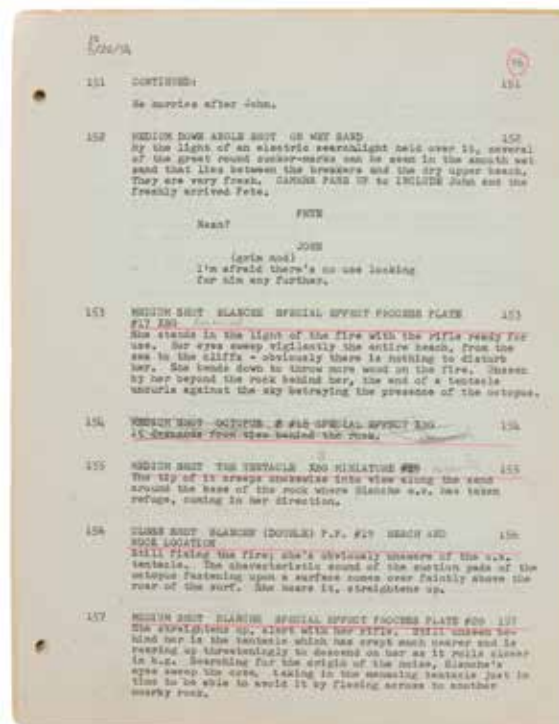 151 CONTINUED: 151
He hurries after John.
152 MEDIUM DOWN ANGLE SHOT ON WET SAND 152
By the light of an electric searchlight held over it, several
of the great round sucker-marks can be seen in the smooth wet
sand that lies between the breakers and the dry upper beach.
They are very fresh. CAMERA PANS UP to INCLUDE John and the
freshly arrived Pete.
PETE
JOHN
(grim nod)
I'm afraid there's no use looking
for him any further.
153 MEDIUM SHOT BLANCHE SPECIAL EFFECT PROCESS PLATE 153
#17 XBG
She stands in the light of the fire with the rifle ready for
use. Her eyes sweep vigilantly the entire beach, from the
sea to the cliffs - obviously there is nothing to disturb
her. She bends down to throw more wood on the fire. Unseen
by her beyond the rock behind her, the end of a tentacle
uncurls against the sky betraying the presence of the octopus.
154 MEDIUM SHOT OCTOPUS SPECIAL EFFECT XBG 154
It descends from view behind the rock.
155 MEDIUM SHOT THE TENTACLE XBG MINIATURE 155
The tip of it creeps snakewise into view along the sand
around the base of the rock where Blanche o.s. has taken
refuge, coming in her direction.
156 CLOSE SHOT BLANCHE (DOUBLE) P.P. #19 BEACH AND 156
ROCK LOCATION
Still fixing the fire; she's obviously unaware of the o.s.
tentacle. The characteristic sound of the suction pads of the
octopus fastening upon a surface comes over faintly above the
roar of the surf. She hears it, straightens up.
157 MEDIUM SHOT BLANCHE SPECIAL EFFECT PROCESS PLATE #20 157
She straightens up, alert with her rifle. Still unseen be-
hind her is the tentacle which has crept much nearer and is
rearing up threateningly to descend on her as it rolls closer
in b.g. Searching for the origin of the noise, Blanche's
eyes sweep the area, taking in the menacing tentacle just in
time to be able to avoid it by fleeing across to another
nearby rock.